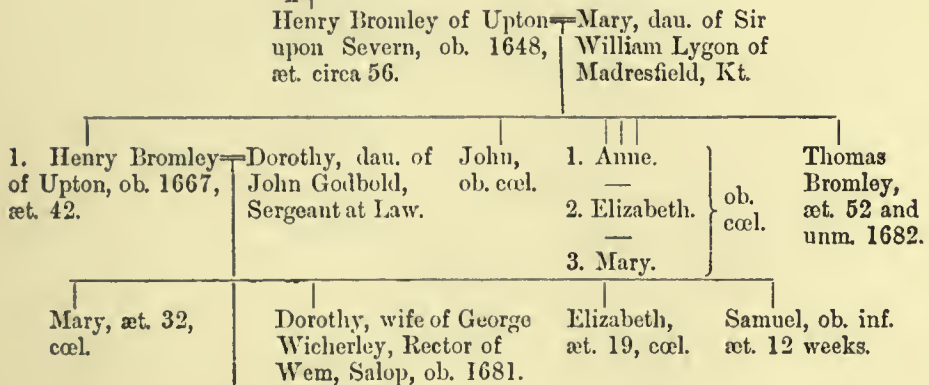 Henry Bromley of Upton
upon Severn, ob. 1648,
æt. circa 56.
Mary, dau. of Sir
William Lygon of
Madresfield, Kt.
1. Henry Bromley
of Upton, ob. 1667,
æt. 42.
Dorothy, dau. of
John Godbold,
Sergeant at Law.
John,
ob. cœl.
1. Anne.
2. Elizabeth.
3. Mary.
ob.
cœl.
Thomas
Bromley,
æt. 52 and
unm. 1682.
Mary, æt. 32,
cœl.
Dorothy, wife of George
Wicherley, Rector of
Wem, Salop, ob. 1681.
Elizabeth,
æt. 19, cœl.
Samuel, ob. inf.
æt. 12 weeks.